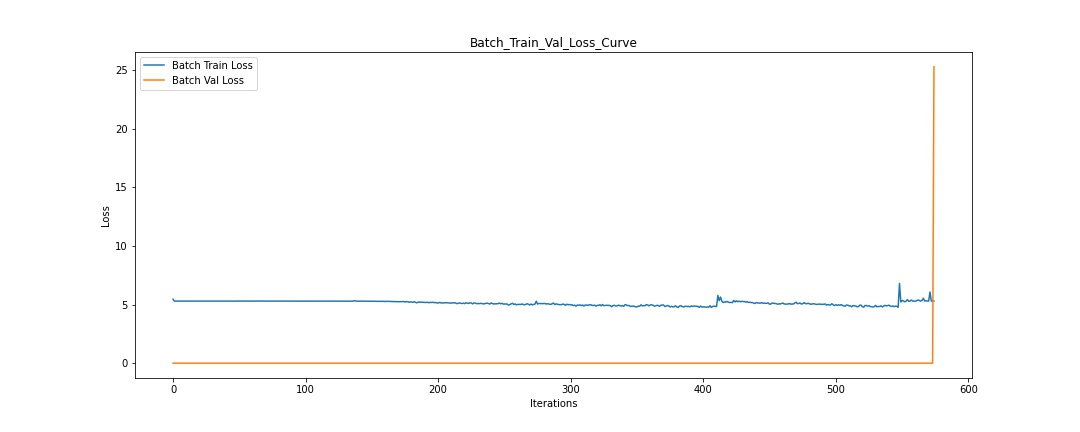 Batch_Train_Val_Loss_Curve
Batch Train Loss
Batch Val Loss
25
20
15
10
5
0
Loss
0 100 200 300 400 500 600
Iterations